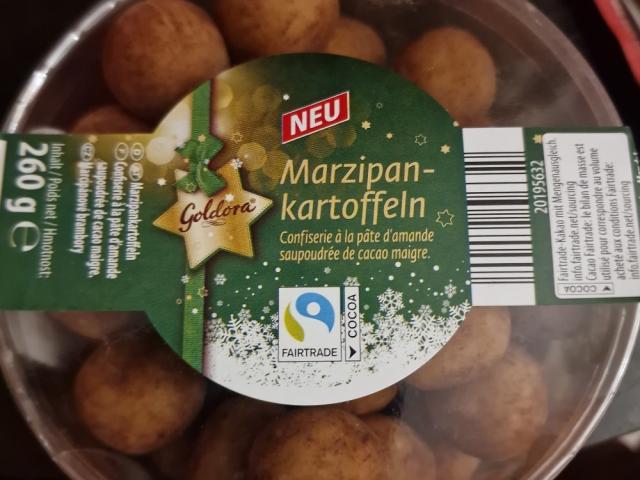 NEU
Goldora®
Marzipan-
kartoffeln
Confiserie à la pâte d'amande
saupoudrée de cacao maigre.
FAIRTRADE
COCOA
Inhalt / Poids net / Hmotnost:
260 g ℮
Marzipankartoffeln
Confiserie à la pâte d'amande
saupoudrée de cacao maigre.
Marcipánové brambory
20195632
Fairtrade-Kakao mit Mengenausgleich.
info.fairtrade.net/sourcing
Cacao Fairtrade: le bilan de masse est
utilisé pour correspondre au volume
acheté aux conditions Fairtrade:
info.fairtrade.net/sourcing
COCOA